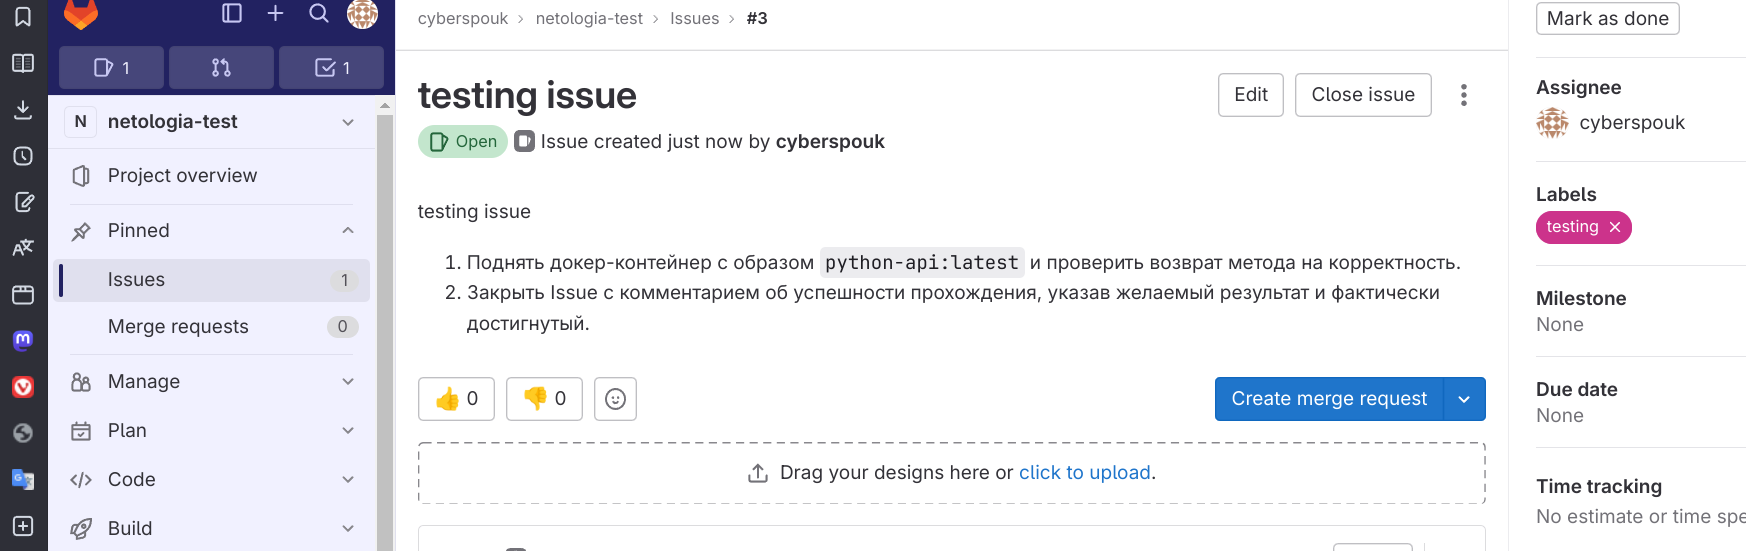 cyberspouk › netologia-test › Issues › #3
Mark as done
1
1
N netologia-test
Project overview
Pinned
Issues 1
Merge requests 0
Manage
Plan
Code
Build
testing issue
Edit
Close issue
Open Issue created just now by cyberspouk
testing issue
1. Поднять докер-контейнер с образом python-api:latest и проверить возврат метода на корректность.
2. Закрыть Issue с комментарием об успешности прохождения, указав желаемый результат и фактически
достигнутый.
0
0
Create merge request
Drag your designs here or click to upload.
Assignee
cyberspouk
Labels
testing ×
Milestone
None
Due date
None
Time tracking
No estimate or time spe